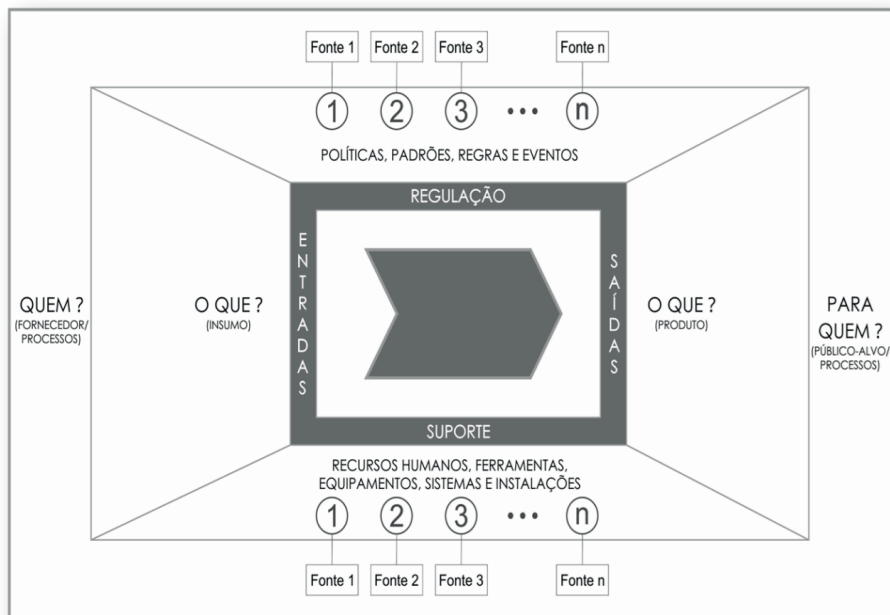 Fonte 1
Fonte 2
Fonte 3
Fonte n
1
2
3
...
n
POLÍTICAS, PADRÕES, REGRAS E EVENTOS
REGULAÇÃO
QUEM ?
(FORNECEDOR/
PROCESSOS)
O QUE ?
(INSUMO)
ENTRADAS
SAÍDAS
O QUE ?
(PRODUTO)
PARA
QUEM ?
(PÚBLICO-ALVO/
PROCESSOS)
SUPORTE
RECURSOS HUMANOS, FERRAMENTAS,
EQUIPAMENTOS, SISTEMAS E INSTALAÇÕES
1
2
3
...
n
Fonte 1
Fonte 2
Fonte 3
Fonte n